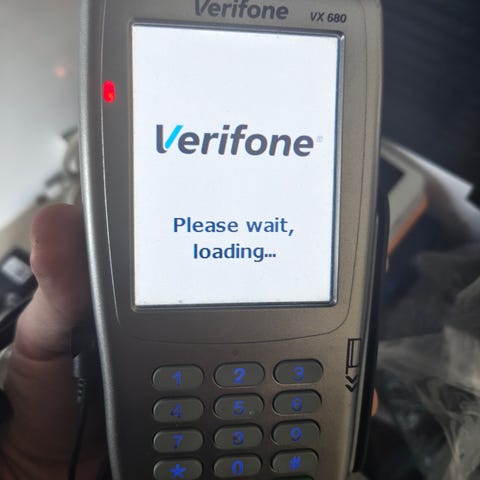 Verifone
VX 680
Verifone
Please wait,
loading...
1 2 3
4 5 6
7 8 9
* 0 #